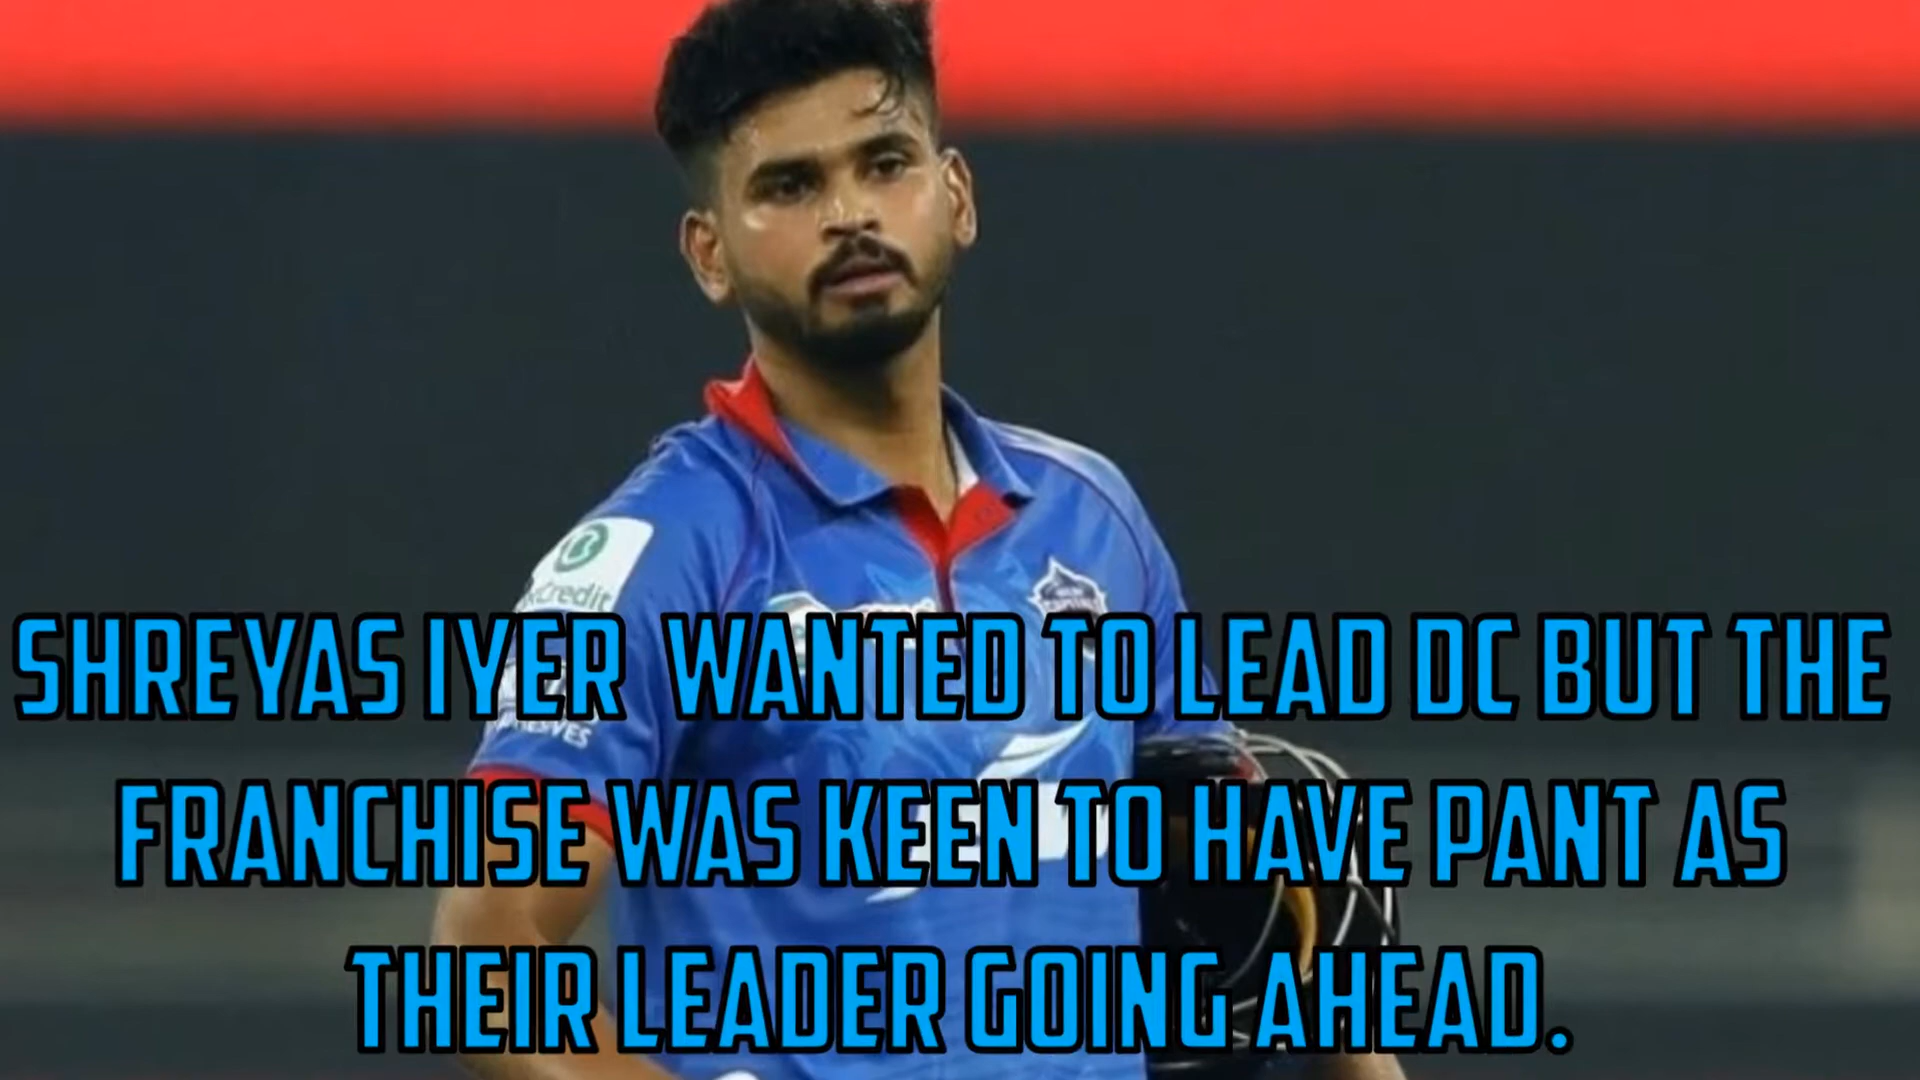 Credit
SHREYAS IYER WANTED TO LEAD DC BUT THE
FRANCHISE WAS KEEN TO HAVE PANT AS
THEIR LEADER GOING AHEAD.